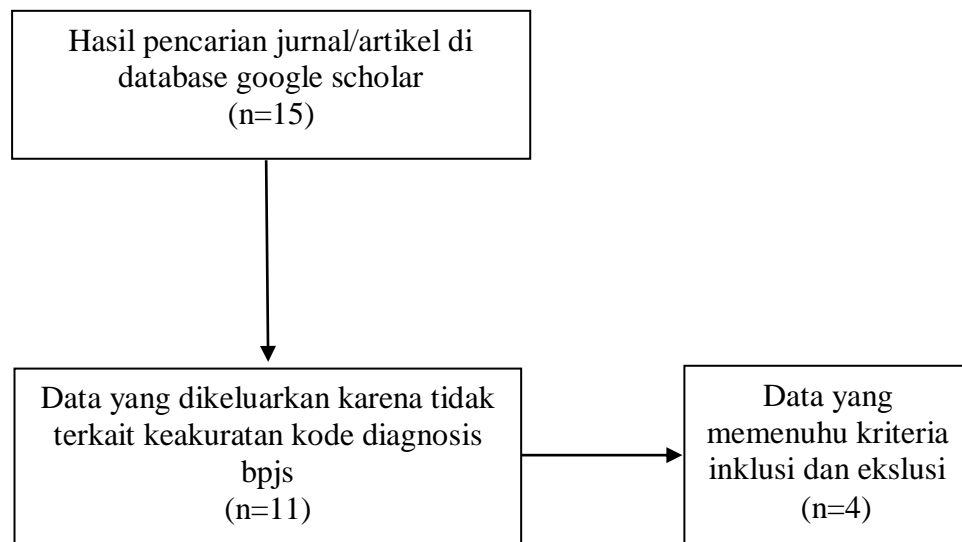 Hasil pencarian jurnal/artikel di
database google scholar
(n=15)
Data yang dikeluarkan karena tidak
terkait keakuratan kode diagnosis
bpjs
(n=11)
Data yang
memenuhu kriteria
inklusi dan ekslusi
(n=4)